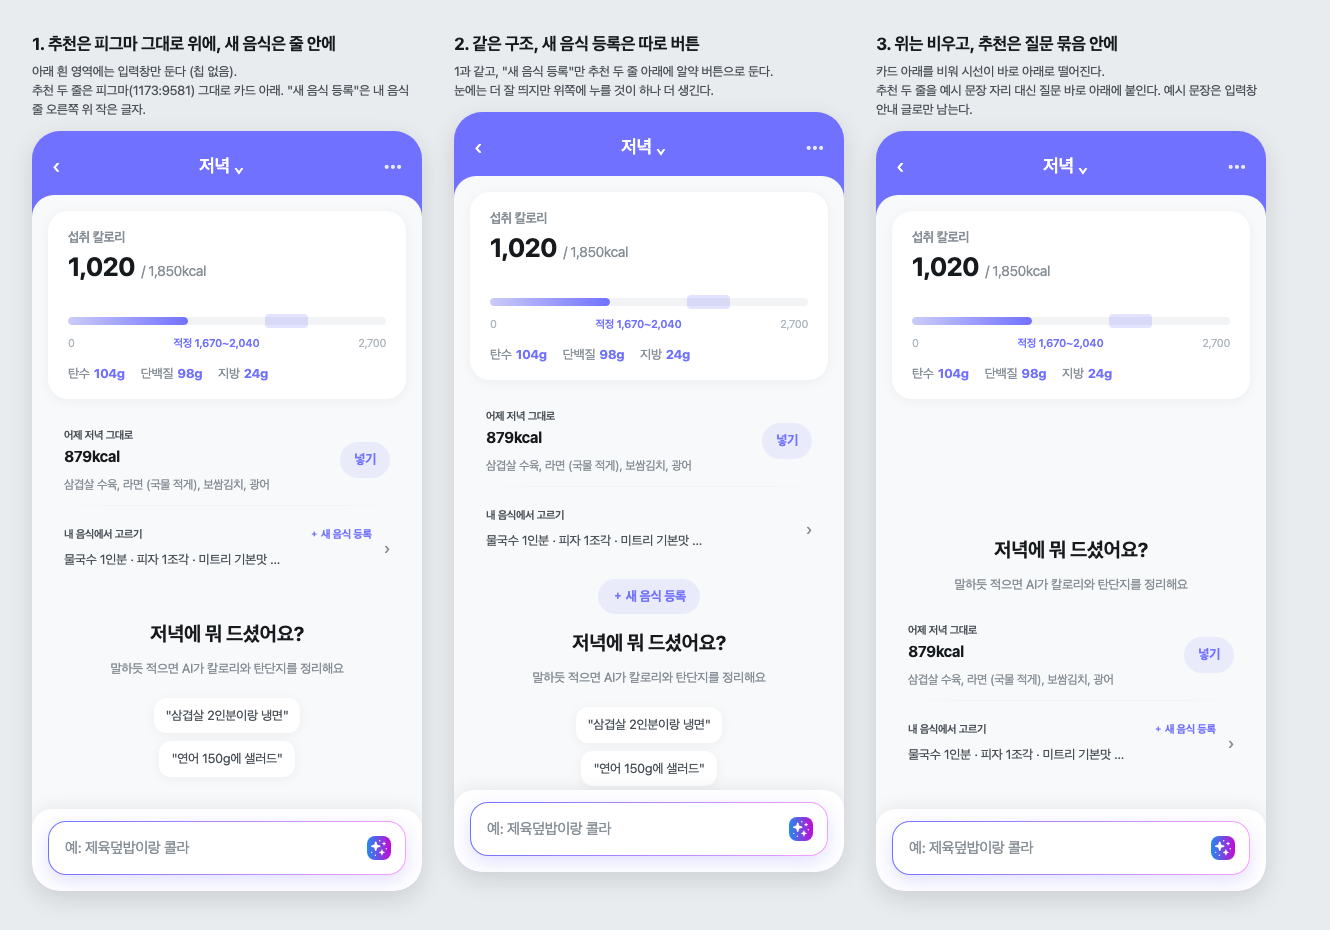 1. 추천은 피그마 그대로 위에, 새 음식은 줄 안에
아래 흰 영역에는 입력창만 둔다 (칩 없음).
추천 두 줄은 피그마(1173:9581) 그대로 카드 아래. "새 음식 등록"은 내 음식
줄 오른쪽 위 작은 글자.
저녁
섭취 칼로리
1,020 / 1,850kcal
0 적정 1,670~2,040 2,700
탄수 104g 단백질 98g 지방 24g
어제 저녁 그대로
879kcal
넣기
삼겹살 수육, 라면 (국물 적게), 보쌈김치, 광어
내 음식에서 고르기 + 새 음식 등록
물국수 1인분 · 피자 1조각 · 미트리 기본맛 ...
저녁에 뭐 드셨어요?
말하듯 적으면 AI가 칼로리와 탄단지를 정리해요
"삼겹살 2인분이랑 냉면"
"연어 150g에 샐러드"
예: 제육덮밥이랑 콜라
2. 같은 구조, 새 음식 등록은 따로 버튼
1과 같고, "새 음식 등록"만 추천 두 줄 아래에 알약 버튼으로 둔다.
눈에는 더 잘 띄지만 위쪽에 누를 것이 하나 더 생긴다.
저녁
섭취 칼로리
1,020 / 1,850kcal
0 적정 1,670~2,040 2,700
탄수 104g 단백질 98g 지방 24g
어제 저녁 그대로
879kcal
넣기
삼겹살 수육, 라면 (국물 적게), 보쌈김치, 광어
내 음식에서 고르기
물국수 1인분 · 피자 1조각 · 미트리 기본맛 ...
+ 새 음식 등록
저녁에 뭐 드셨어요?
말하듯 적으면 AI가 칼로리와 탄단지를 정리해요
"삼겹살 2인분이랑 냉면"
"연어 150g에 샐러드"
예: 제육덮밥이랑 콜라
3. 위는 비우고, 추천은 질문 묶음 안에
카드 아래를 비워 시선이 바로 아래로 떨어진다.
추천 두 줄을 예시 문장 자리 대신 질문 바로 아래에 붙인다. 예시 문장은 입력창
안내 글로만 남는다.
저녁
섭취 칼로리
1,020 / 1,850kcal
0 적정 1,670~2,040 2,700
탄수 104g 단백질 98g 지방 24g
저녁에 뭐 드셨어요?
말하듯 적으면 AI가 칼로리와 탄단지를 정리해요
어제 저녁 그대로
879kcal
넣기
삼겹살 수육, 라면 (국물 적게), 보쌈김치, 광어
내 음식에서 고르기 + 새 음식 등록
물국수 1인분 · 피자 1조각 · 미트리 기본맛 ...
예: 제육덮밥이랑 콜라